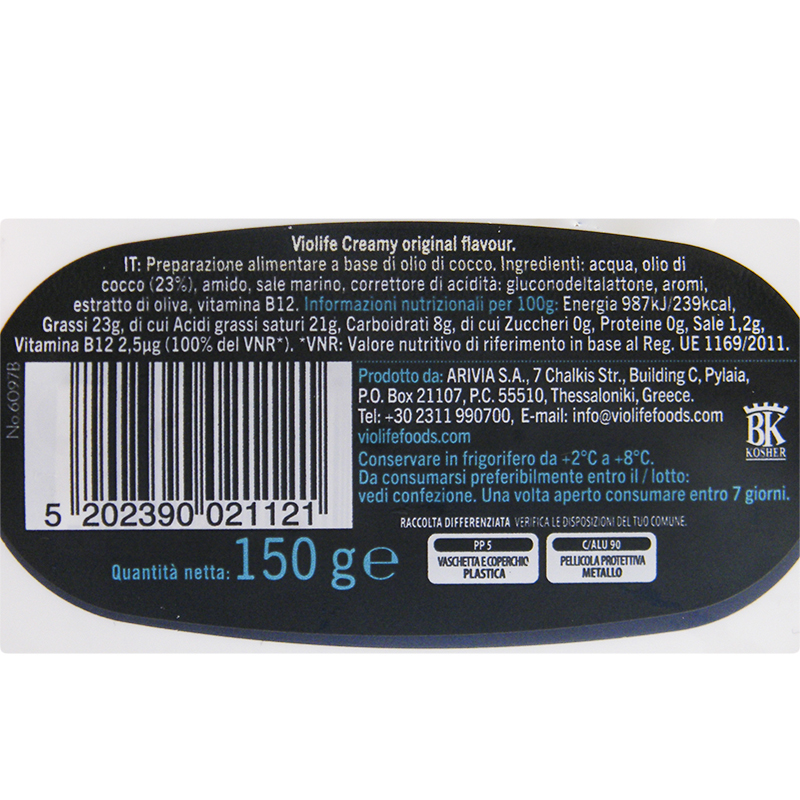 Violife Creamy original flavour.
IT: Preparazione alimentare a base di olio di cocco. Ingredienti: acqua, olio di
cocco (23%), amido, sale marino, correttore di acidità: gluconodeltalattone, aromi,
estratto di oliva, vitamina B12. Informazioni nutrizionali per 100g: Energia 987kJ/239kcal,
Grassi 23g, di cui Acidi grassi saturi 21g, Carboidrati 8g, di cui Zuccheri 0g, Proteine 0g, Sale 1,2g,
Vitamina B12 2,5µg (100% del VNR*). *VNR: Valore nutritivo di riferimento in base al Reg. UE 1169/2011.
No.6097B
5 202390 021121
Prodotto da: ARIVIA S.A., 7 Chalkis Str., Building C, Pylaia,
P.O. Box 21107, P.C. 55510, Thessaloniki, Greece.
Tel: +30 2311 990700, E-mail: info@violifefoods.com
violifefoods.com
BK
KOSHER
Conservare in frigorifero da +2°C a +8°C.
Da consumarsi preferibilmente entro il / lotto:
vedi confezione. Una volta aperto consumare entro 7 giorni.
RACCOLTA DIFFERENZIATA VERIFICA LE DISPOSIZIONI DEL TUO COMUNE.
Quantità netta: 150 g e
PP 5
VASCHETTA E COPERCHIO
PLASTICA
C/ALU 90
PELLICOLA PROTETTIVA
METALLO